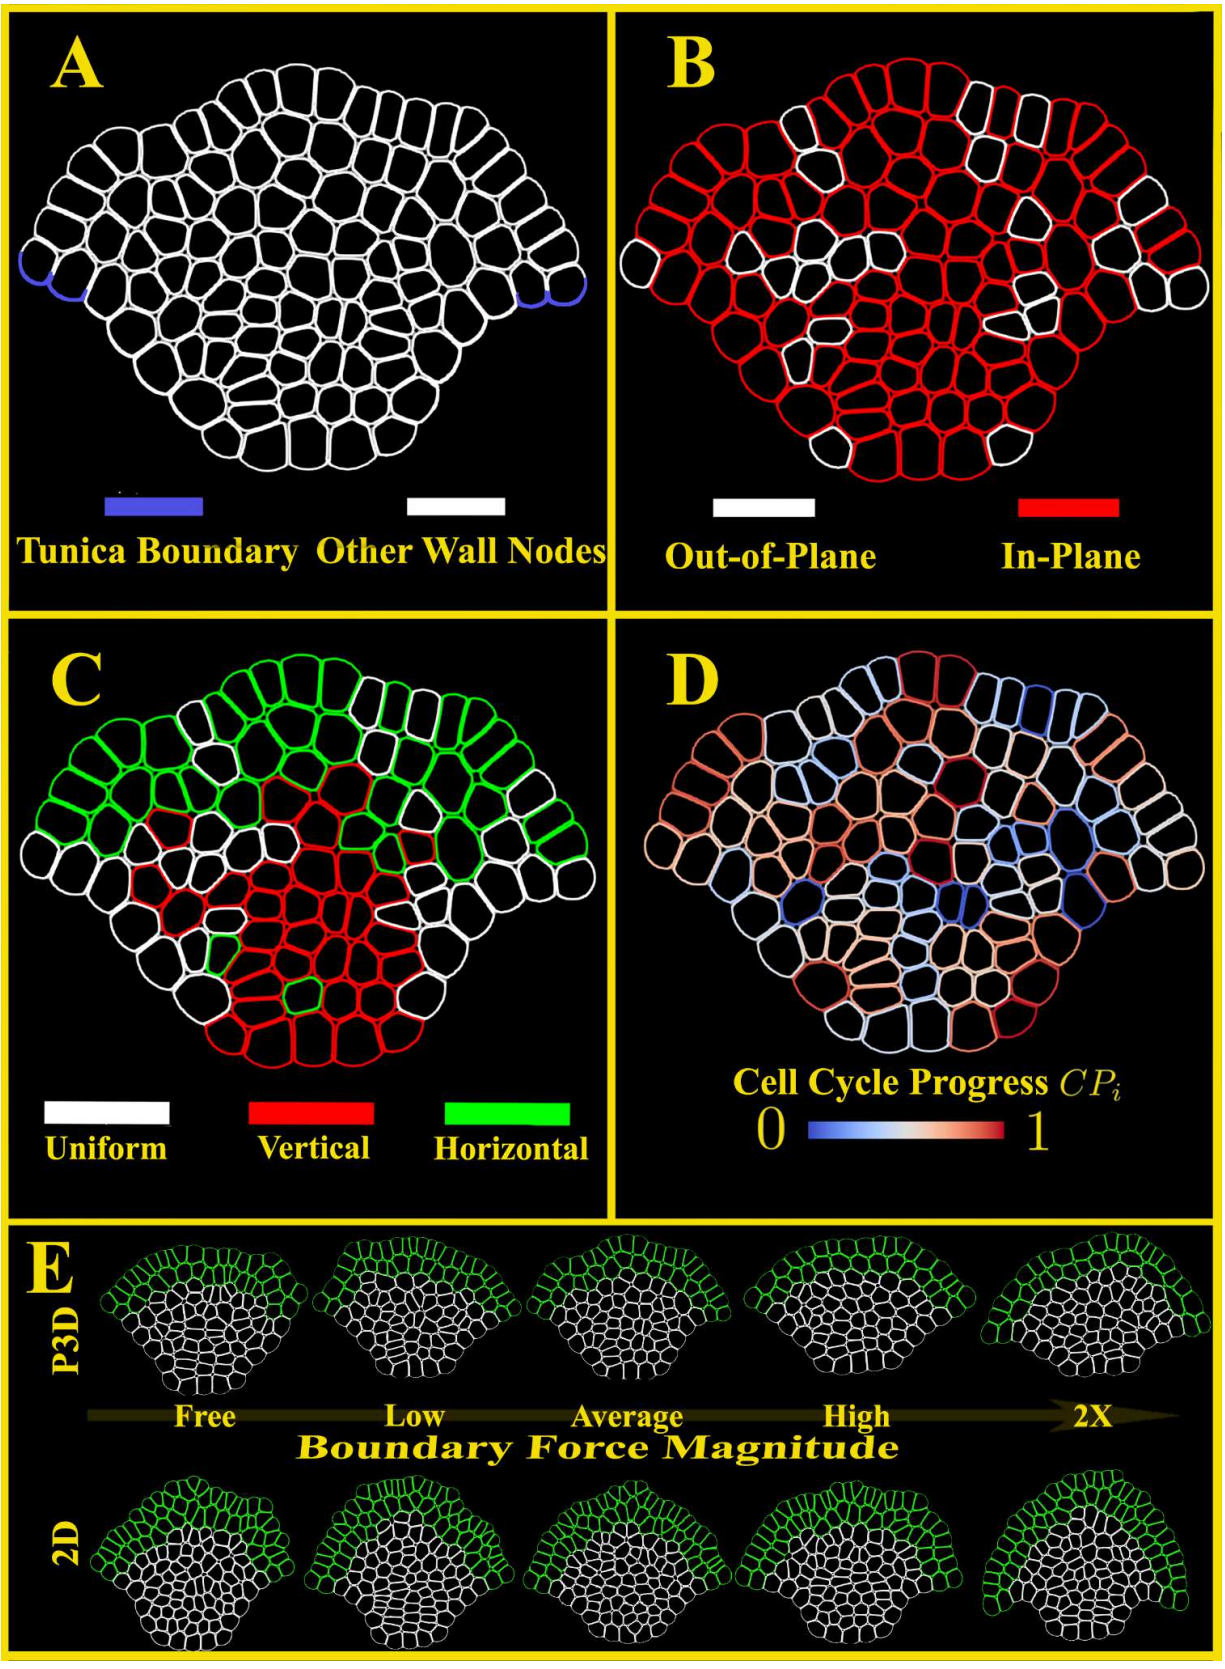 A
Tunica Boundary Other Wall Nodes
B
Out-of-Plane In-Plane
C
Uniform Vertical Horizontal
D
Cell Cycle Progress CP_i
0 1
E
P3D
Free Low Average High 2X
Boundary Force Magnitude
2D